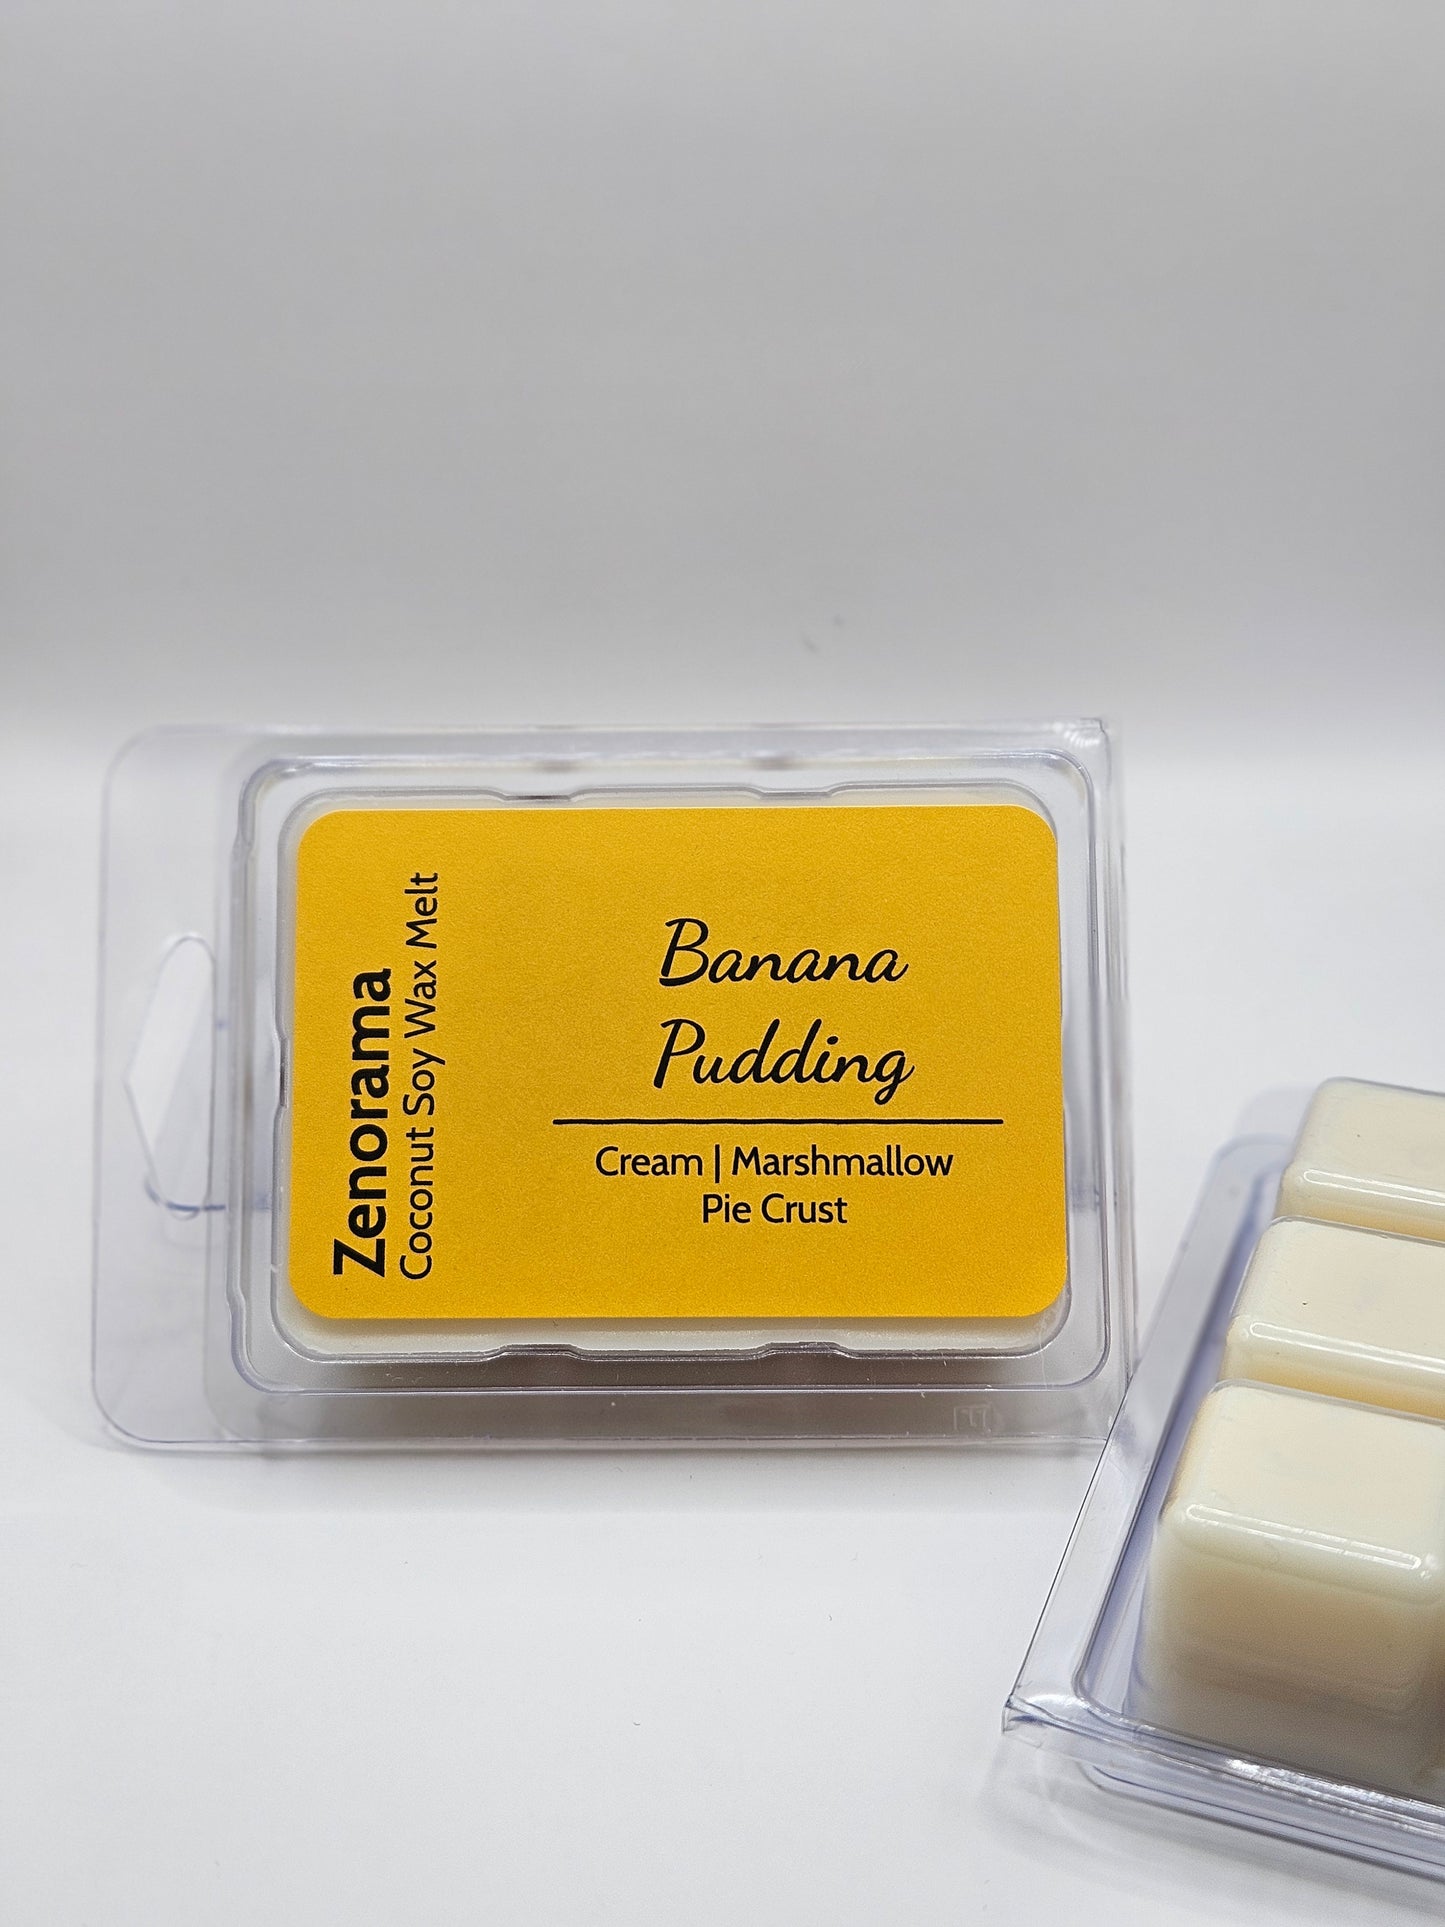 Zenorama
Coconut Soy Wax Melt
Banana
Pudding
Cream | Marshmallow
Pie Crust